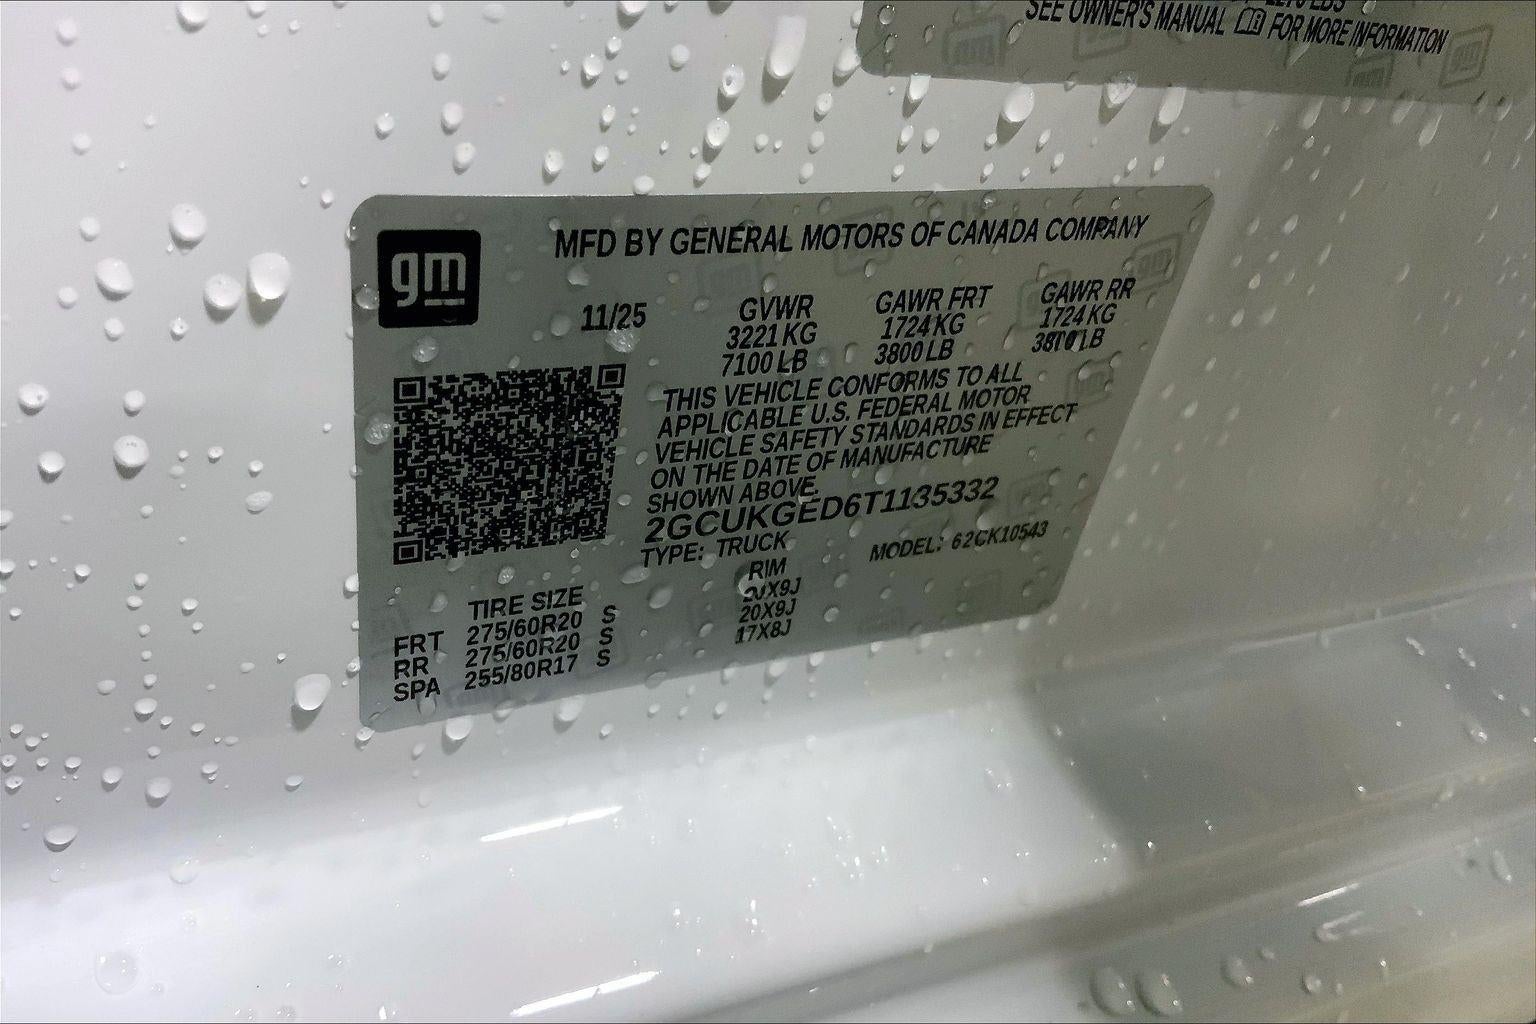 SEE OWNER'S MANUAL FOR MORE INFORMATION
gm
MFD BY GENERAL MOTORS OF CANADA COMPANY
11/25 GVWR GAWR FRT GAWR RR
3221 KG 1724 KG 1724 KG
7100 LB 3800 LB LB
THIS VEHICLE CONFORMS TO ALL
APPLICABLE U.S. FEDERAL MOTOR
VEHICLE SAFETY STANDARDS IN EFFECT
ON THE DATE OF MANUFACTURE
SHOWN ABOVE.
2GCUKGED6T1135332
TYPE: TRUCK MODEL: 62CK10543
TIRE SIZE RIM
FRT 275/60R20 S 20X9J
RR 275/60R20 S 20X9J
SPA 255/80R17 S 17X8J